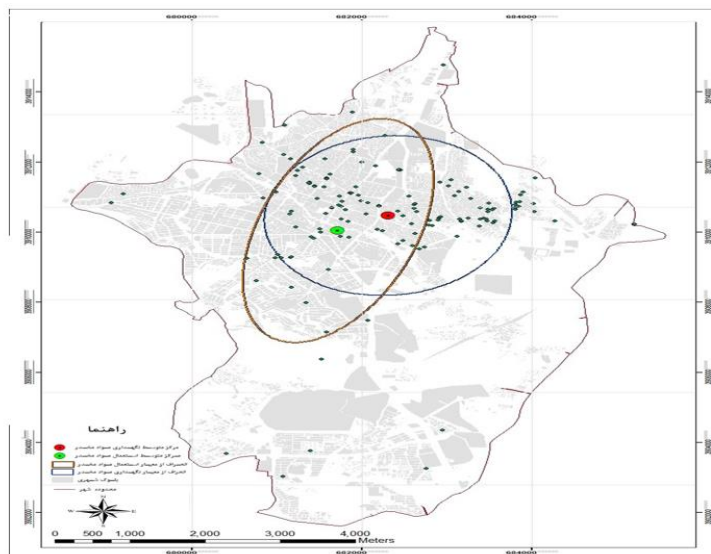 680000 682000 684000
راهنما
مرکز متوسط نگهداری مواد مخدر
مرکز متوسط استعمال مواد مخدر
انحراف از معیار استعمال مواد مخدر
انحراف از معیار نگهداری مواد مخدر
بلوک شهری
محدوده شهر
N
W E
S
0 500 1,000 2,000 3,000 4,000 Meters
680000 682000 684000